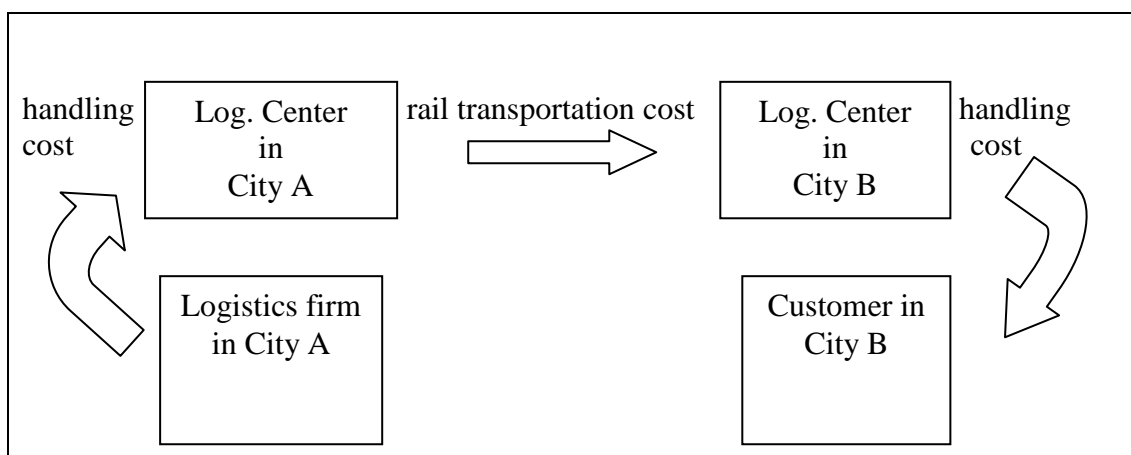 handling
cost
Log. Center
in
City A
rail transportation cost
Log. Center
in
City B
handling
cost
Logistics firm
in City A
Customer in
City B